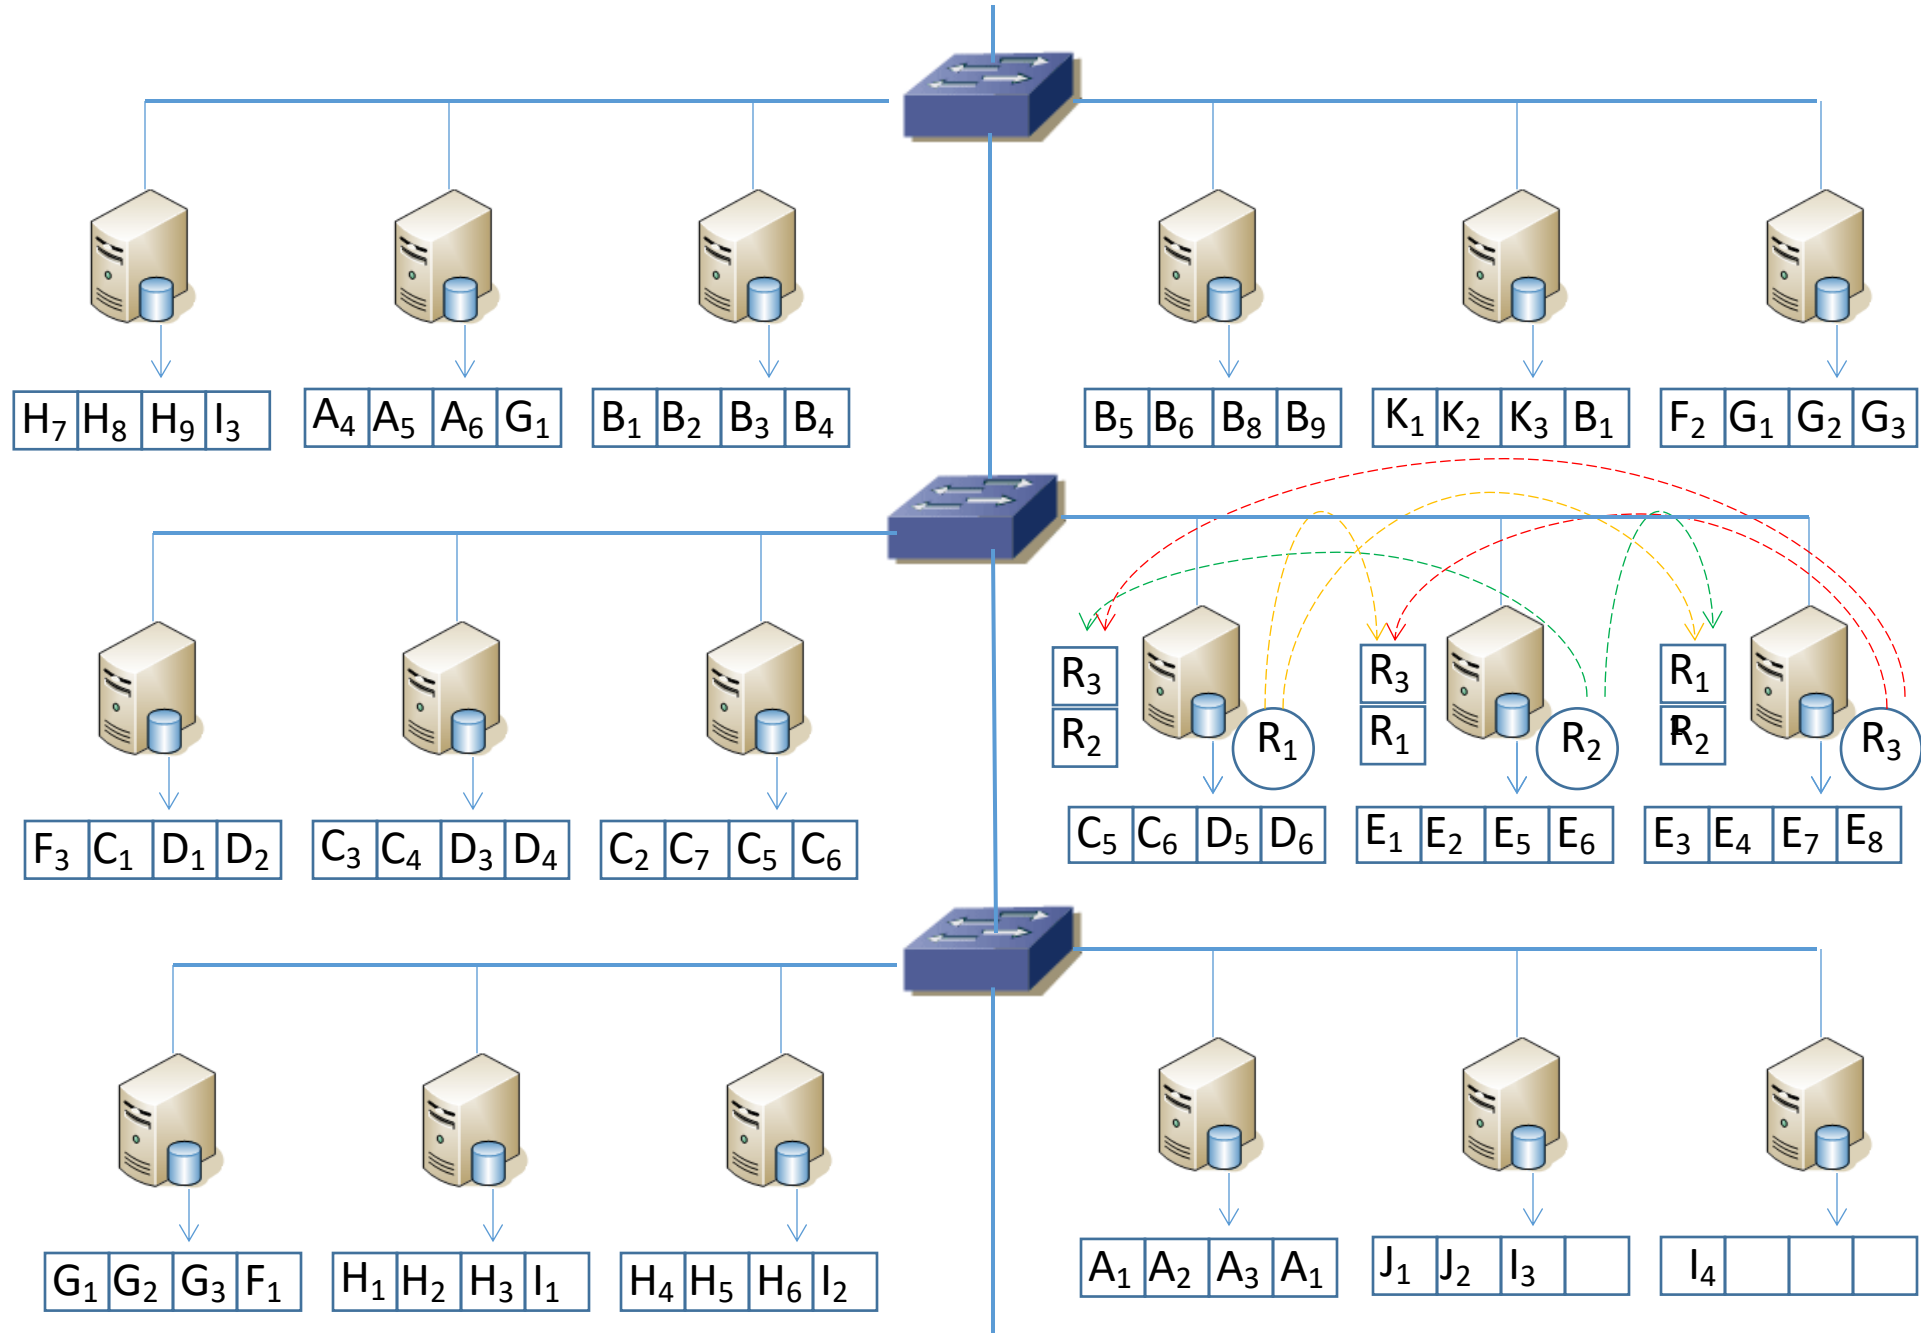 H₇ H₈ H₉ I₃ A₄ A₅ A₆ G₁ B₁ B₂ B₃ B₄ B₅ B₆ B₈ B₉ K₁ K₂ K₃ B₁ F₂ G₁ G₂ G₃
R₃ R₃ R₁
R₂ R₁ R₁ R₂ R₂ R₃
F₃ C₁ D₁ D₂ C₃ C₄ D₃ D₄ C₂ C₇ C₅ C₆ C₅ C₆ D₅ D₆ E₁ E₂ E₅ E₆ E₃ E₄ E₇ E₈
G₁ G₂ G₃ F₁ H₁ H₂ H₃ I₁ H₄ H₅ H₆ I₂ A₁ A₂ A₃ A₁ J₁ J₂ I₃ I₄